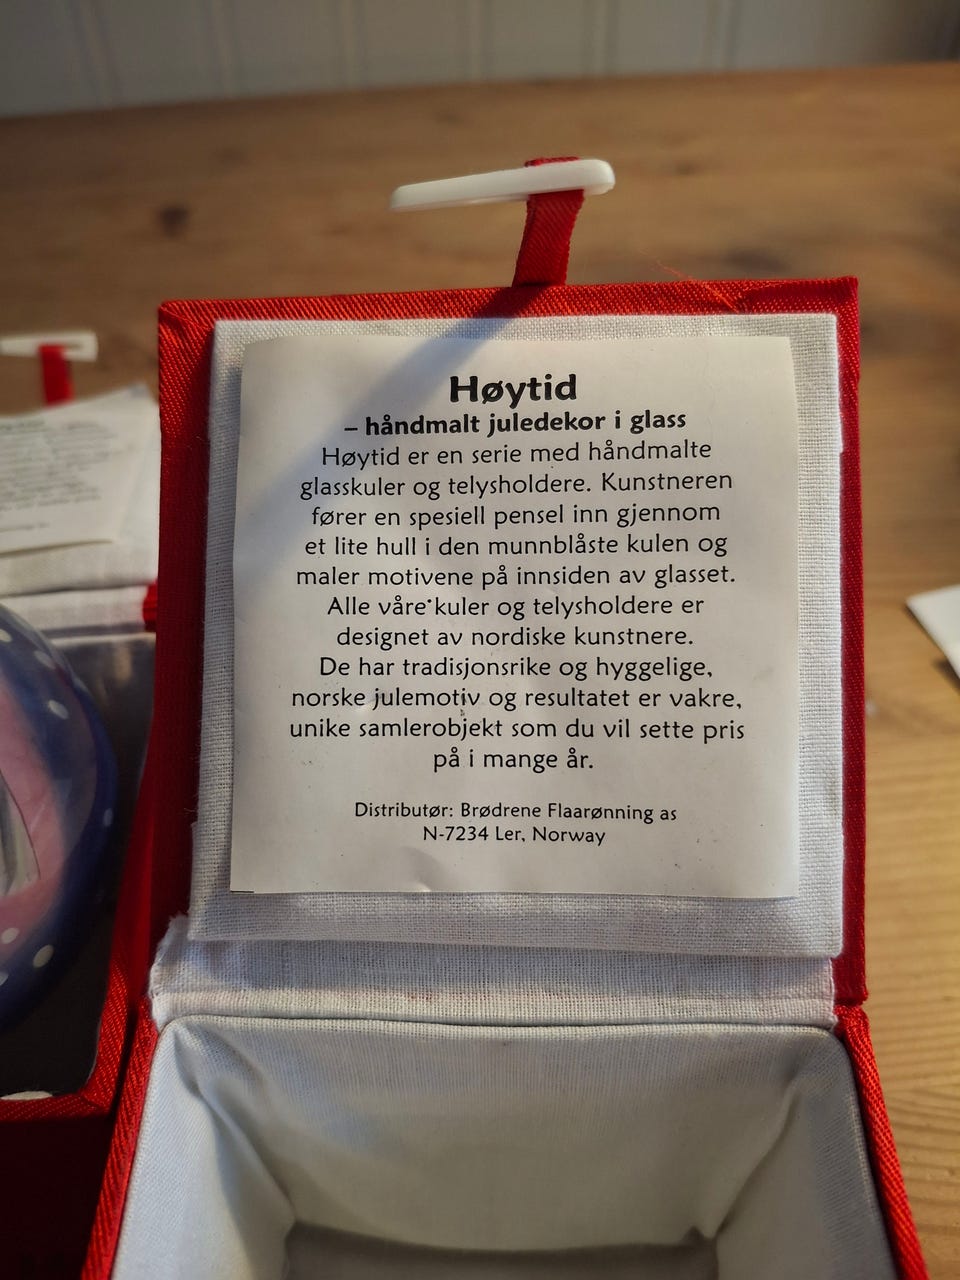 Høytid
– håndmalt juledekor i glass
Høytid er en serie med håndmalte
glasskuler og telysholdere. Kunstneren
fører en spesiell pensel inn gjennom
et lite hull i den munnblåste kulen og
maler motivene på innsiden av glasset.
Alle våre kuler og telysholdere er
designet av nordiske kunstnere.
De har tradisjonsrike og hyggelige,
norske julemotiv og resultatet er vakre,
unike samlerobjekt som du vil sette pris
på i mange år.
Distributør: Brødrene Flaarønning as
N-7234 Ler, Norway